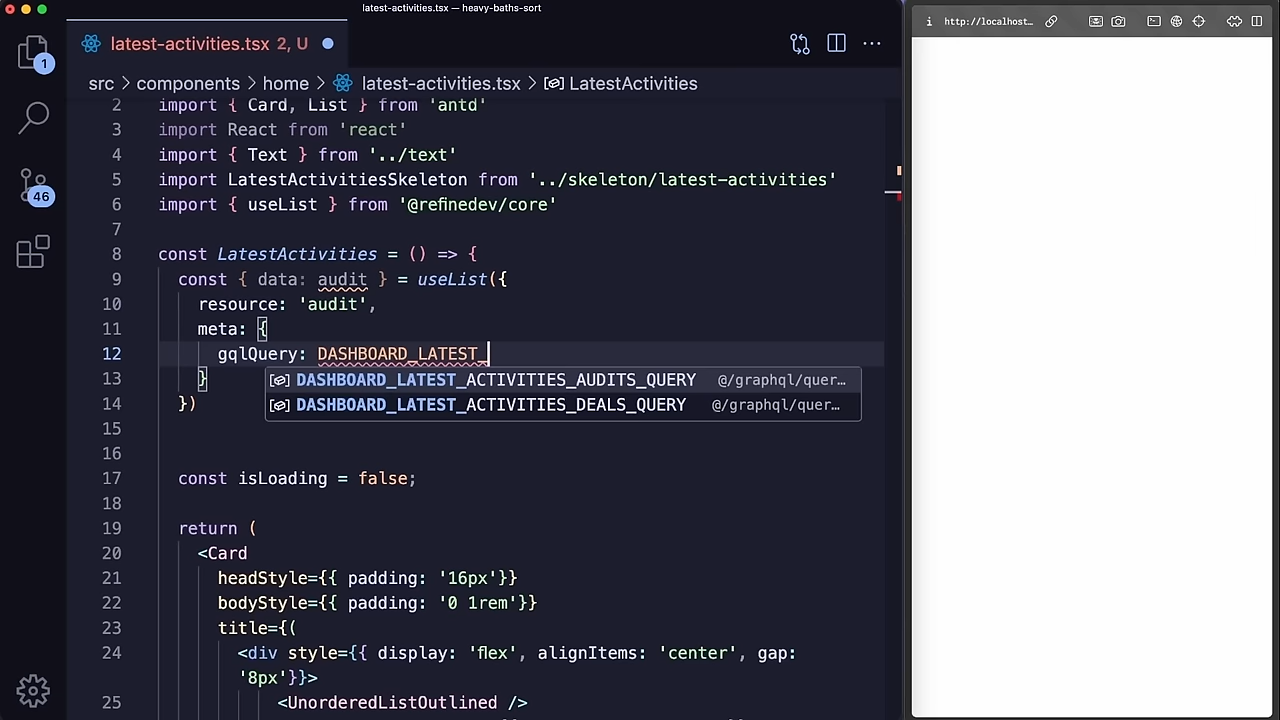 latest-activities.tsx — heavy-baths-sort
latest-activities.tsx 2, U
http://localhost…
1
46
src > components > home > latest-activities.tsx > LatestActivities
2 import { Card, List } from 'antd'
3 import React from 'react'
4 import { Text } from '../text'
5 import LatestActivitiesSkeleton from '../skeleton/latest-activities'
6 import { useList } from '@refinedev/core'
7
8 const LatestActivities = () => {
9 const { data: audit } = useList({
10 resource: 'audit',
11 meta: {
12 gqlQuery: DASHBOARD_LATEST_
DASHBOARD_LATEST_ACTIVITIES_AUDITS_QUERY @/graphql/quer…
13 }
DASHBOARD_LATEST_ACTIVITIES_DEALS_QUERY @/graphql/quer…
14 })
15
16
17 const isLoading = false;
18
19 return (
20 <Card
21 headStyle={{ padding: '16px'}}
22 bodyStyle={{ padding: '0 1rem'}}
23 title={(
24 <div style={{ display: 'flex', alignItems: 'center', gap:
'8px'}}>
25 <UnorderedListOutlined />